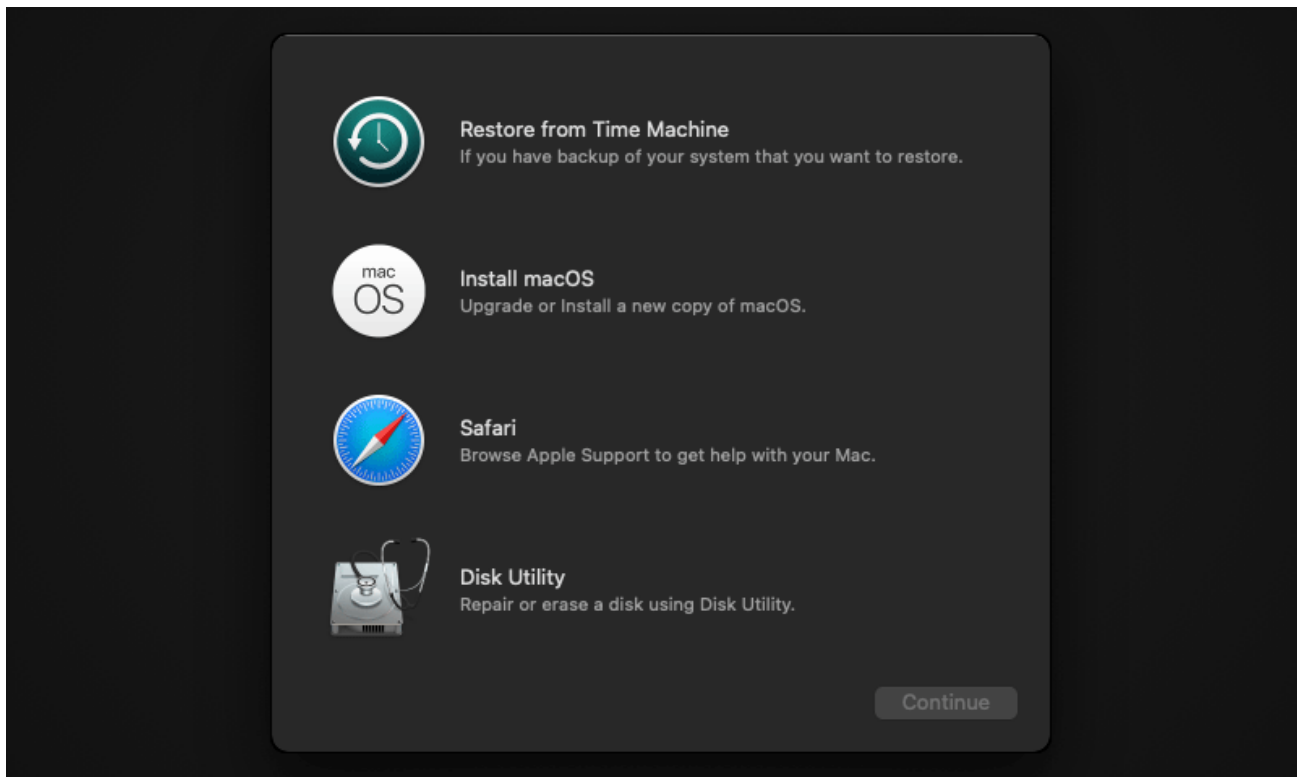 Restore from Time Machine
If you have backup of your system that you want to restore.
mac
OS
Install macOS
Upgrade or Install a new copy of macOS.
Safari
Browse Apple Support to get help with your Mac.
Disk Utility
Repair or erase a disk using Disk Utility.
Continue